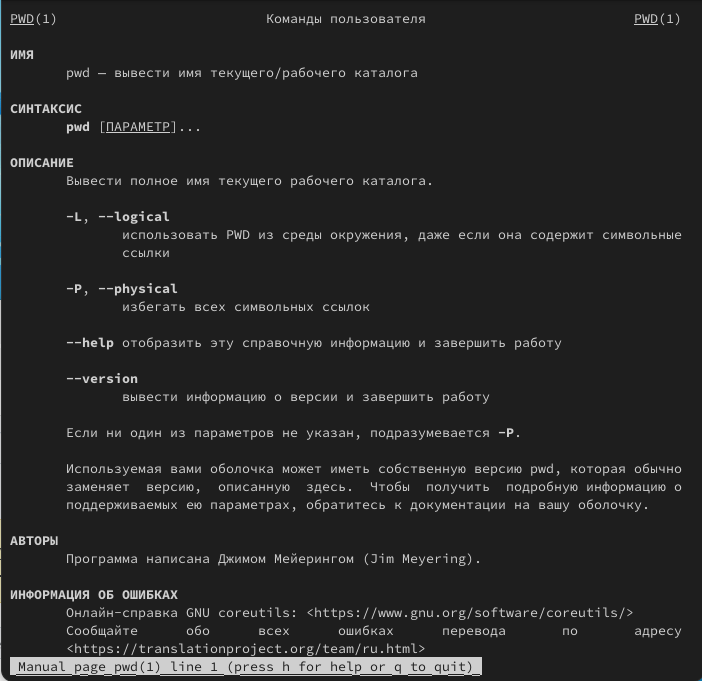 PWD(1) Команды пользователя PWD(1)
ИМЯ
pwd — вывести имя текущего/рабочего каталога
СИНТАКСИС
pwd [ПАРАМЕТР]...
ОПИСАНИЕ
Вывести полное имя текущего рабочего каталога.
-L, --logical
использовать PWD из среды окружения, даже если она содержит символьные
ссылки
-P, --physical
избегать всех символьных ссылок
--help отобразить эту справочную информацию и завершить работу
--version
вывести информацию о версии и завершить работу
Если ни один из параметров не указан, подразумевается -P.
Используемая вами оболочка может иметь собственную версию pwd, которая обычно
заменяет версию, описанную здесь. Чтобы получить подробную информацию о
поддерживаемых ею параметрах, обратитесь к документации на вашу оболочку.
АВТОРЫ
Программа написана Джимом Мейерингом (Jim Meyering).
ИНФОРМАЦИЯ ОБ ОШИБКАХ
Онлайн-справка GNU coreutils: <https://www.gnu.org/software/coreutils/>
Сообщайте обо всех ошибках перевода по адресу
<https://translationproject.org/team/ru.html>
Manual page pwd(1) line 1 (press h for help or q to quit)